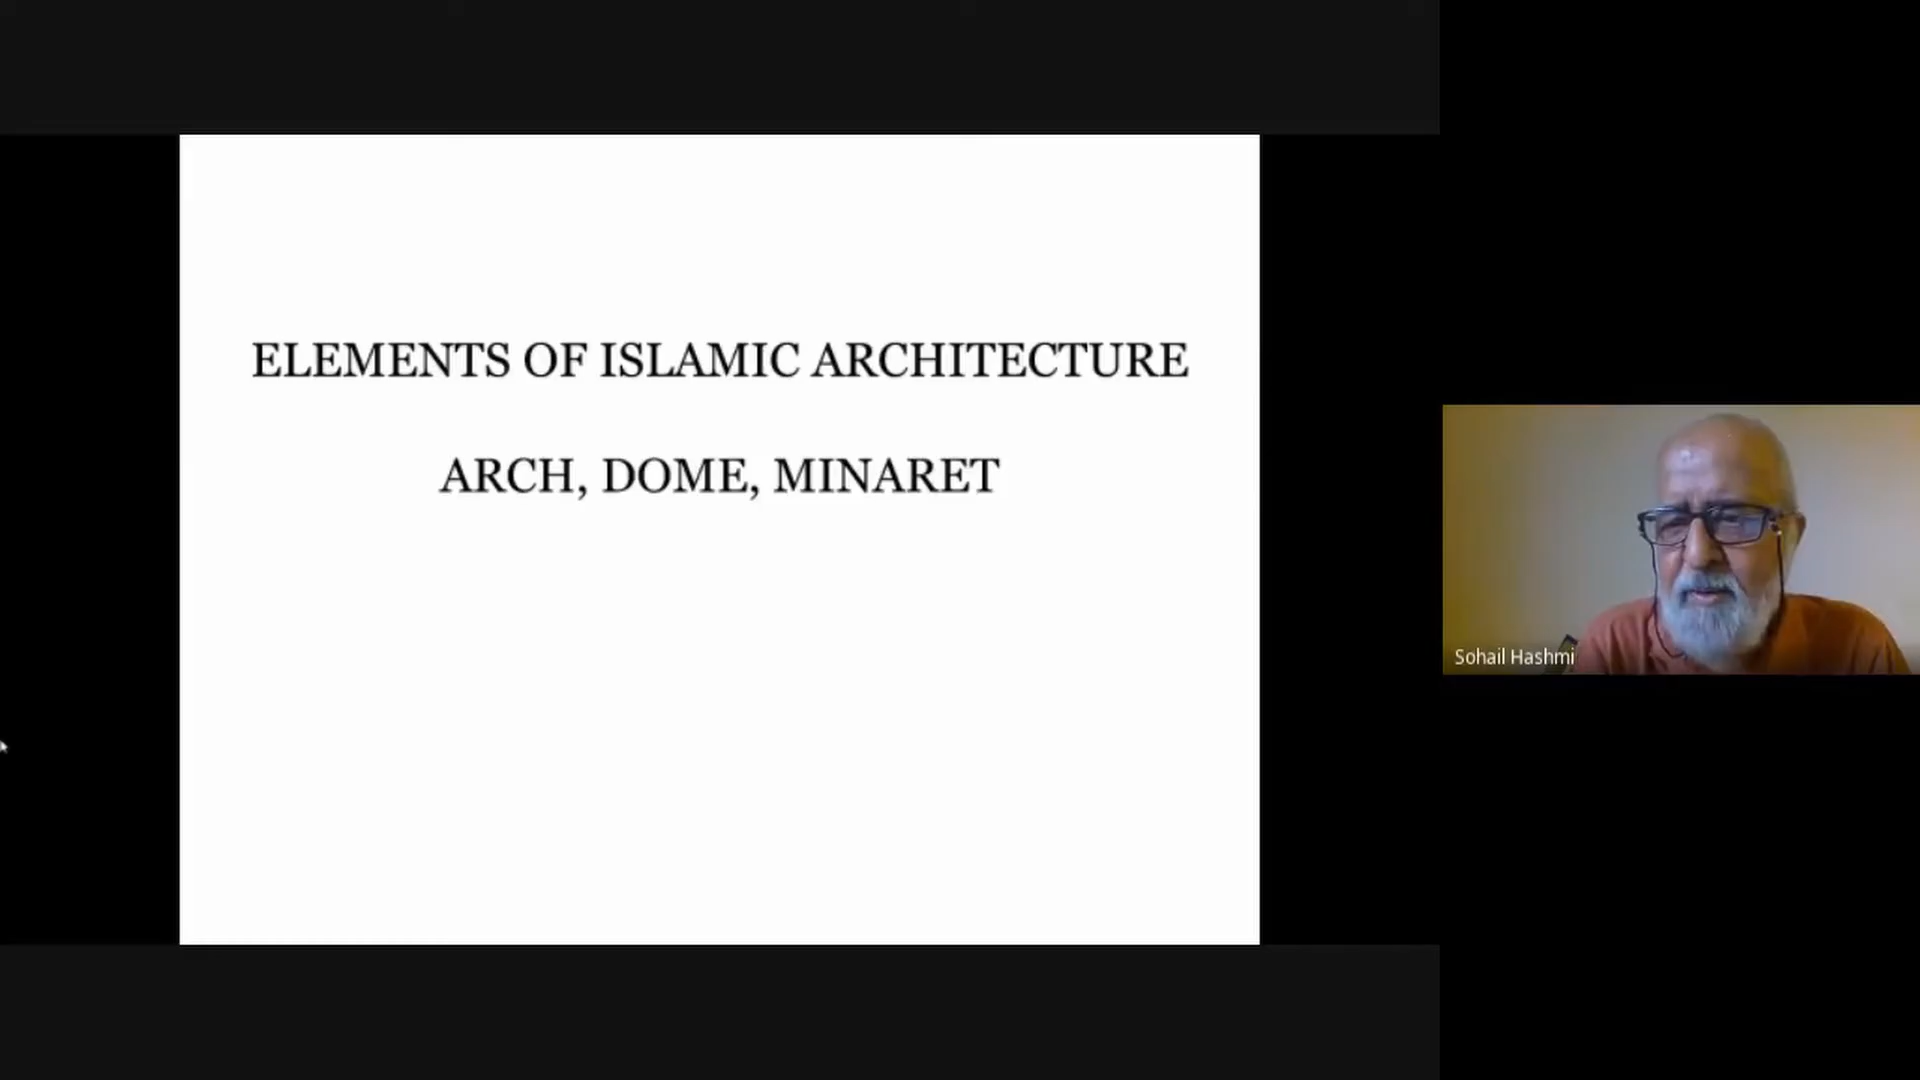 ELEMENTS OF ISLAMIC ARCHITECTURE
ARCH, DOME, MINARET
Sohail Hashmi